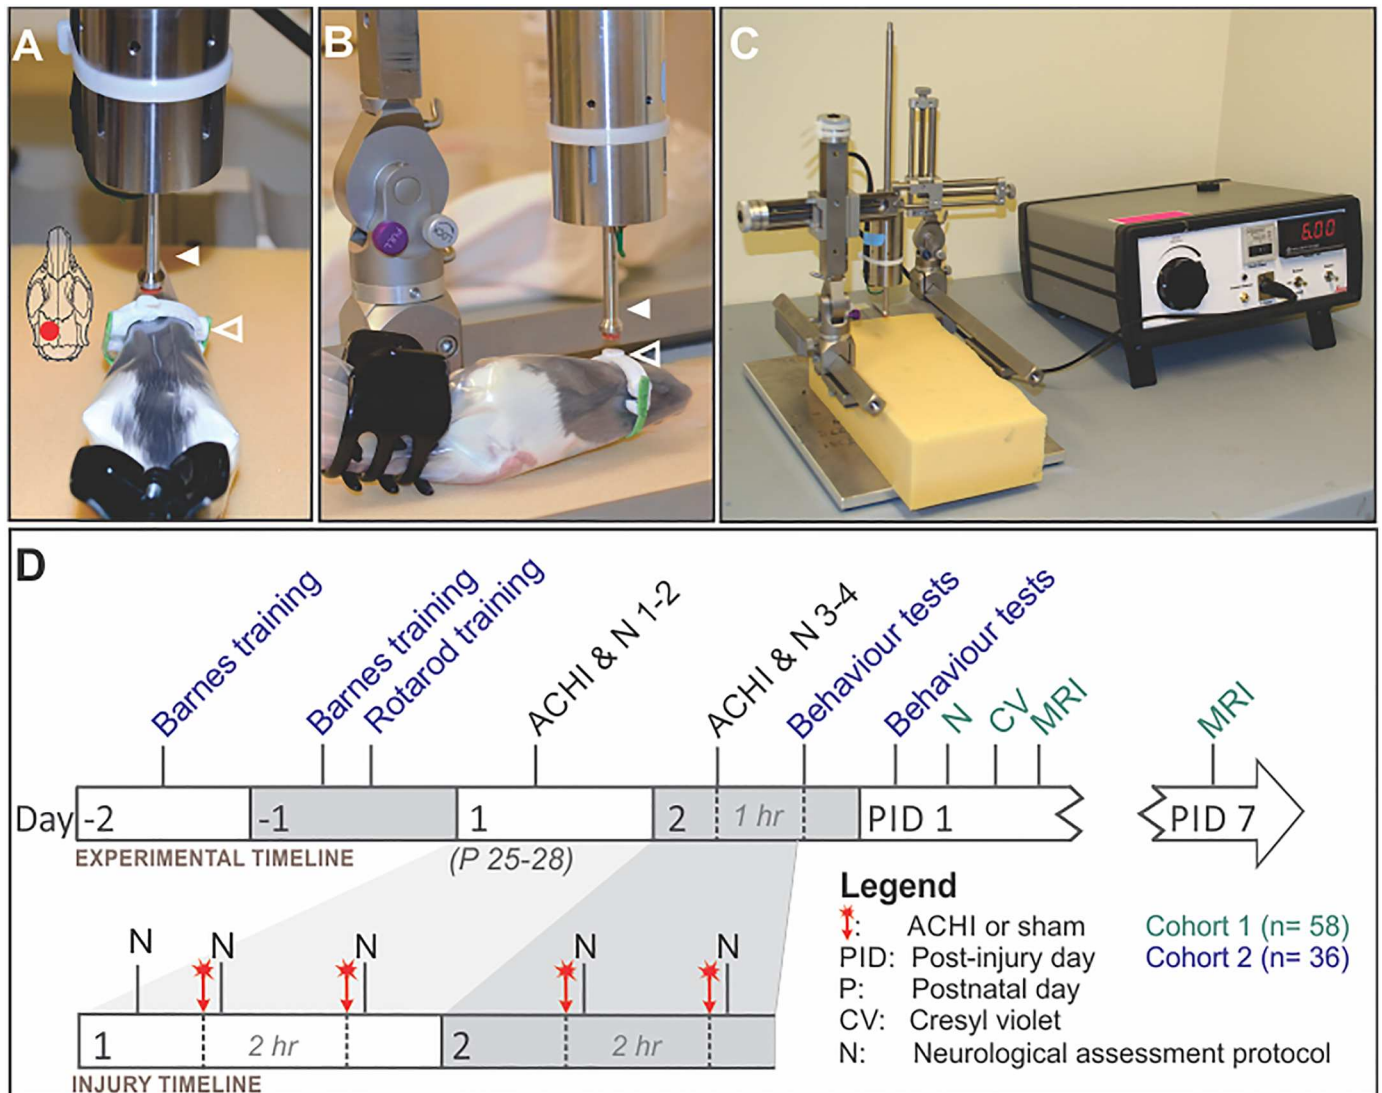 A
B
C
PULL
LOCK
6.00
D
Barnes training
Barnes training
Rotarod training
ACHI & N 1-2
ACHI & N 3-4
Behaviour tests
Behaviour tests
N
CV
MRI
MRI
Day
-2
-1
1
2
1 hr
PID 1
PID 7
EXPERIMENTAL TIMELINE
(P 25-28)
N
N
N
N
N
1
2 hr
2
2 hr
INJURY TIMELINE
Legend
: ACHI or sham
PID: Post-injury day
P: Postnatal day
CV: Cresyl violet
N: Neurological assessment protocol
Cohort 1 (n= 58)
Cohort 2 (n= 36)